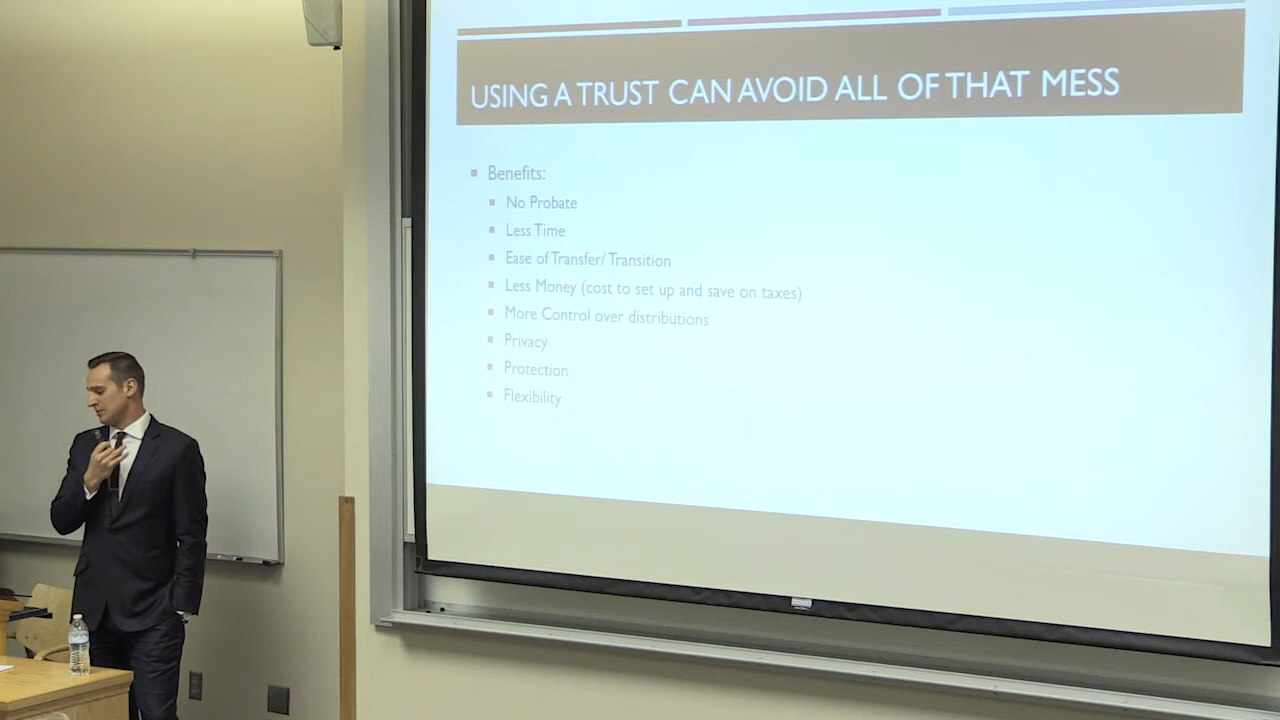 USING A TRUST CAN AVOID ALL OF THAT MESS
Benefits:
No Probate
Less Time
Ease of Transfer/ Transition
Less Money (cost to set up and save on taxes)
More Control over distributions
Privacy
Protection
Flexibility